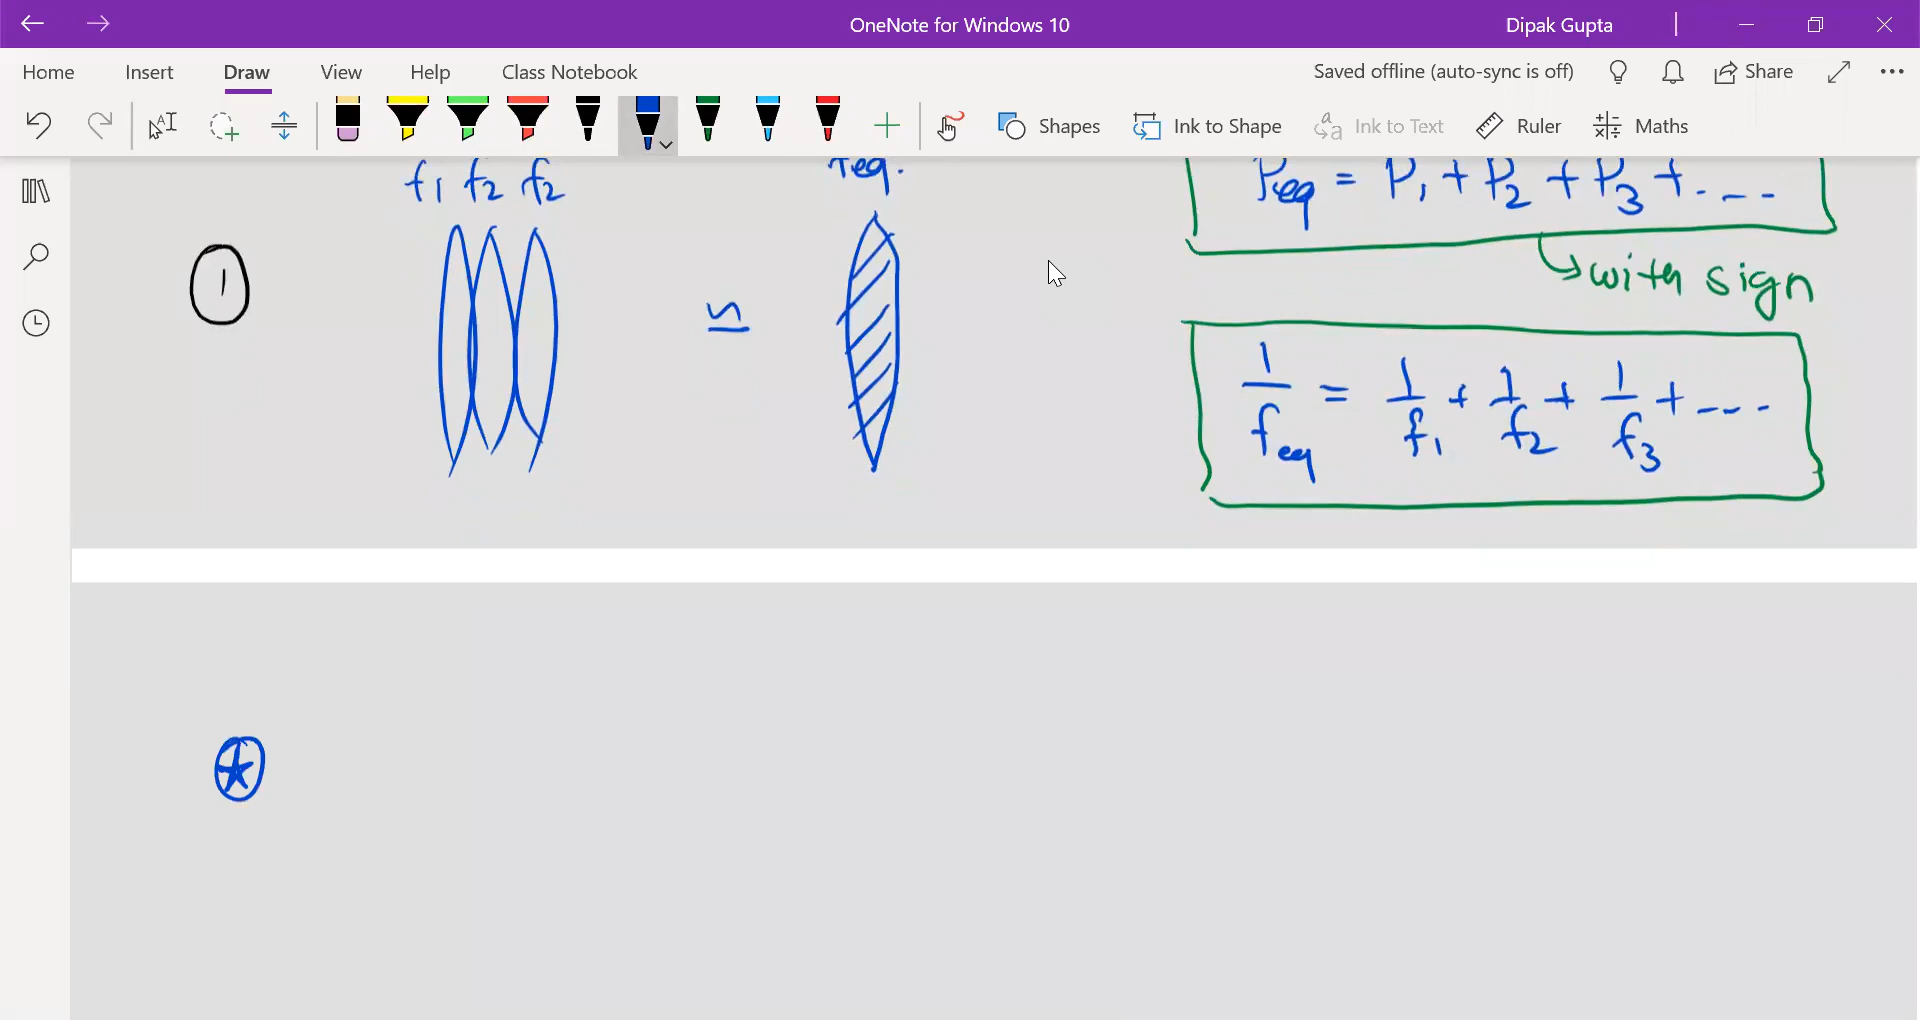 OneNote for Windows 10
Dipak Gupta
Home Insert Draw View Help Class Notebook
Saved offline (auto-sync is off) Share
Shapes Ink to Shape Ink to Text Ruler Maths
f1 f2 f2
feq.
Peq = P1 + P2 + P3 + ----
with sign
1
≃
1/feq = 1/f1 + 1/f2 + 1/f3 + ---